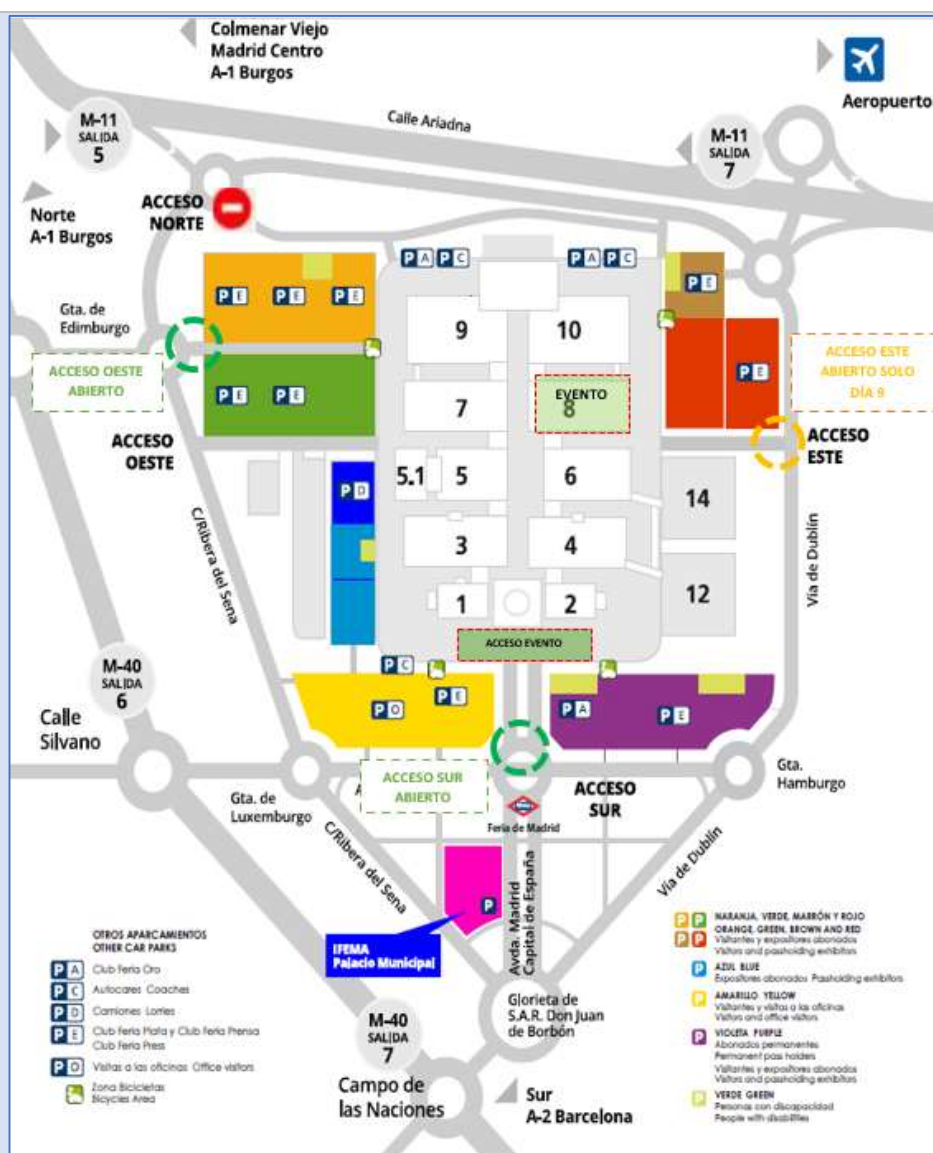 Colmenar Viejo
Madrid Centro
A-1 Burgos
Aeropuerto
Calle Ariadna
M-11
SALIDA
5
M-11
SALIDA
7
ACCESO
NORTE
Norte
A-1 Burgos
P A P C
P A P C
P E P E P E
P E
Gta. de
Edimburgo
9
10
ACCESO OESTE
ABIERTO
P E P E
7
EVENTO
8
P E
ACCESO ESTE
ABIERTO SOLO
DÍA 9
ACCESO
OESTE
ACCESO
ESTE
5.1
5
6
14
P D
C/Ribera del Sena
3
4
12
Vía de Dublín
1
2
ACCESO EVENTO
M-40
SALIDA
6
P C
P E
P O
P A
P E
Calle
Silvano
ACCESO SUR
ABIERTO
A
ACCESO
SUR
Gta.
Hamburgo
Gta. de
Luxemburgo
Feria de Madrid
C/Ribera del Sena
Vía de Dublín
P
Avda. Madrid
Capital de España
IFEMA
Palacio Municipal
Glorieta de
S.A.R. Don Juan
de Borbón
M-40
SALIDA
7
Campo de
las Naciones
Sur
A-2 Barcelona
OTROS APARCAMIENTOS
OTHER CAR PARKS
P A Club Feria Oro
P C Autocares Coaches
P D Camiones Lorries
P E Club Feria Plata y Club Feria Prensa
Club Feria Press
P O Visitas a las oficinas Office visitors
Zona Bicicletas
Bicycles Area
P P NARANJA, VERDE, MARRÓN Y ROJO
P P ORANGE, GREEN, BROWN AND RED
Visitantes y expositores abonados
Visitors and passholding exhibitors
P AZUL BLUE
Expositores abonados Passholding exhibitors
P AMARILLO YELLOW
Visitantes y visitas a las oficinas
Visitors and office visitors
P VIOLETA PURPLE
Abonados permanentes
Permanent pass holders
Visitantes y expositores abonados
Visitors and passholding exhibitors
P VERDE GREEN
Personas con discapacidad
People with disabilities